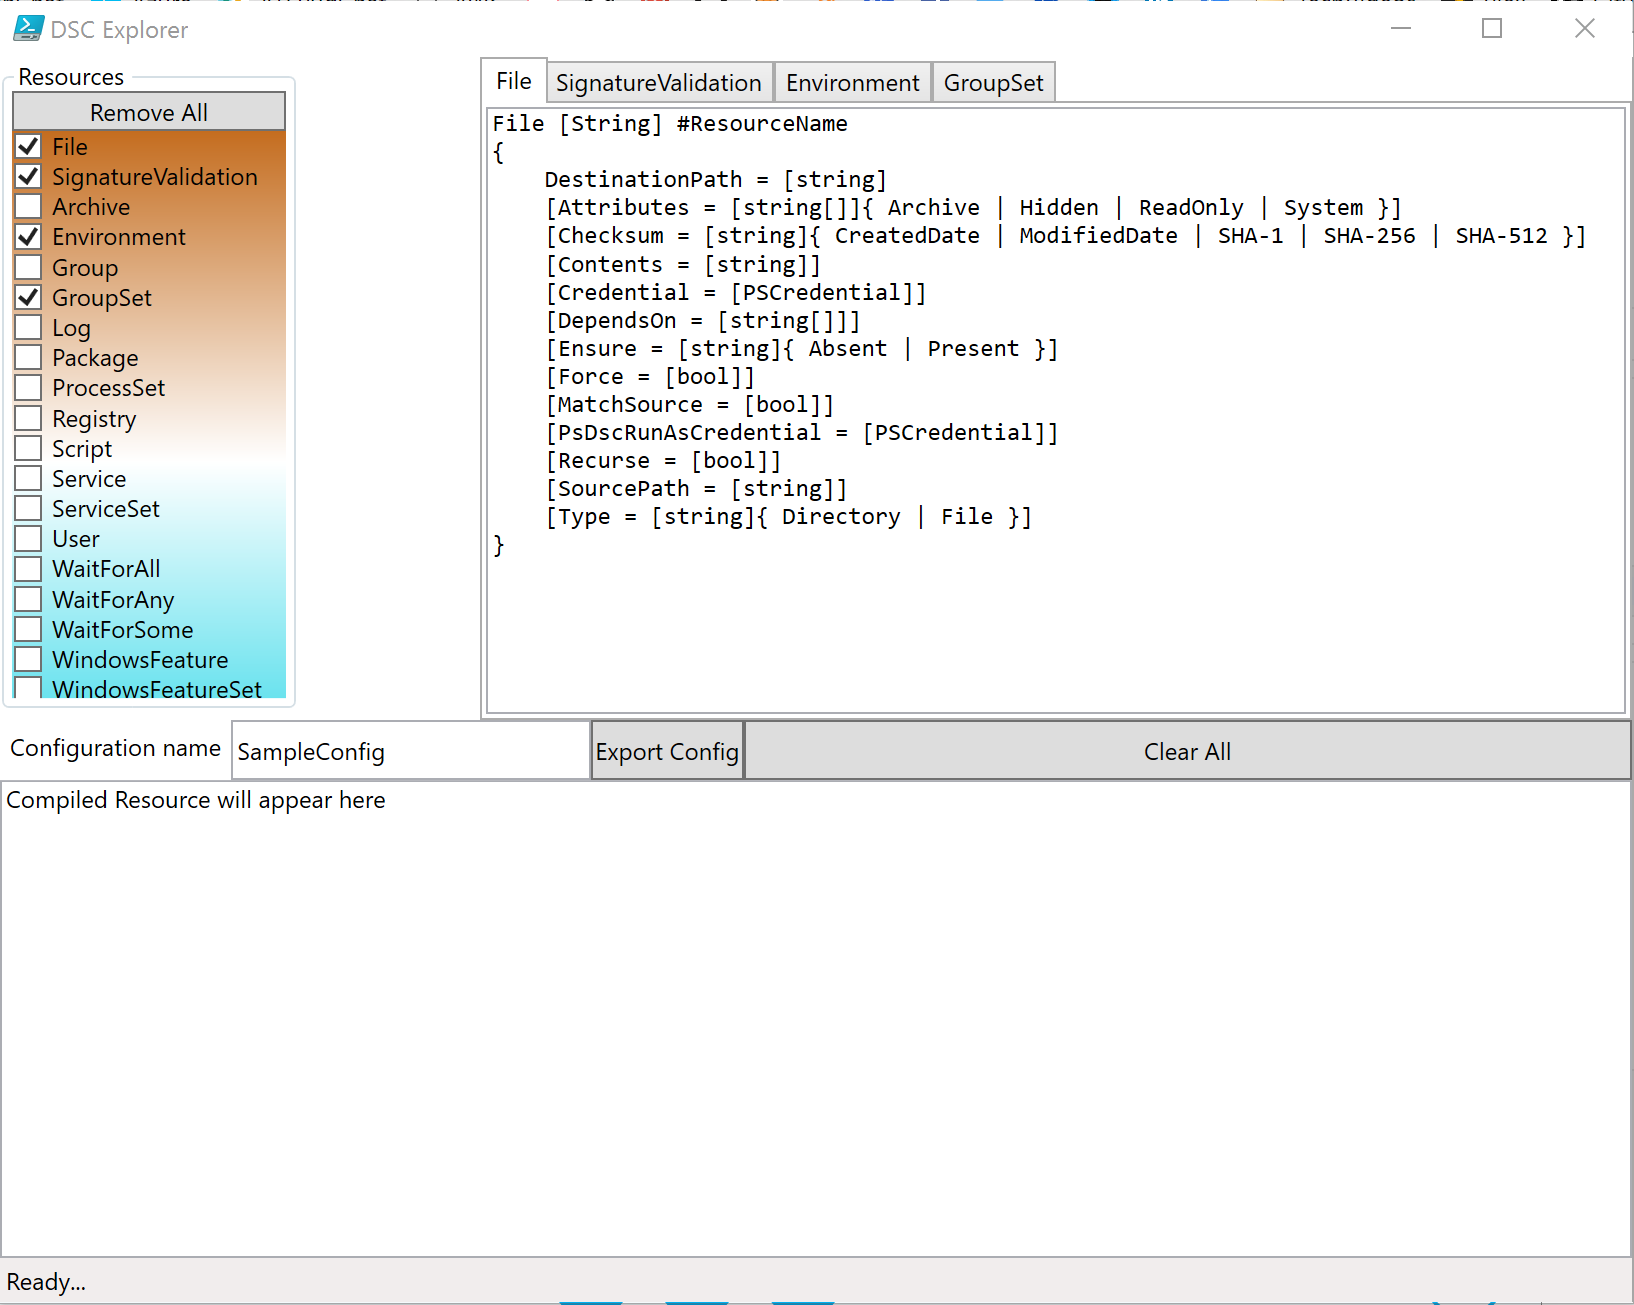 DSC Explorer
Resources
Remove All
File
SignatureValidation
Archive
Environment
Group
GroupSet
Log
Package
ProcessSet
Registry
Script
Service
ServiceSet
User
WaitForAll
WaitForAny
WaitForSome
WindowsFeature
WindowsFeatureSet
File SignatureValidation Environment GroupSet
File [String] #ResourceName
{
    DestinationPath = [string]
    [Attributes = [string[]]{ Archive | Hidden | ReadOnly | System }]
    [Checksum = [string]{ CreatedDate | ModifiedDate | SHA-1 | SHA-256 | SHA-512 }]
    [Contents = [string]]
    [Credential = [PSCredential]]
    [DependsOn = [string[]]]
    [Ensure = [string]{ Absent | Present }]
    [Force = [bool]]
    [MatchSource = [bool]]
    [PsDscRunAsCredential = [PSCredential]]
    [Recurse = [bool]]
    [SourcePath = [string]]
    [Type = [string]{ Directory | File }]
}
Configuration name SampleConfig Export Config Clear All
Compiled Resource will appear here
Ready...